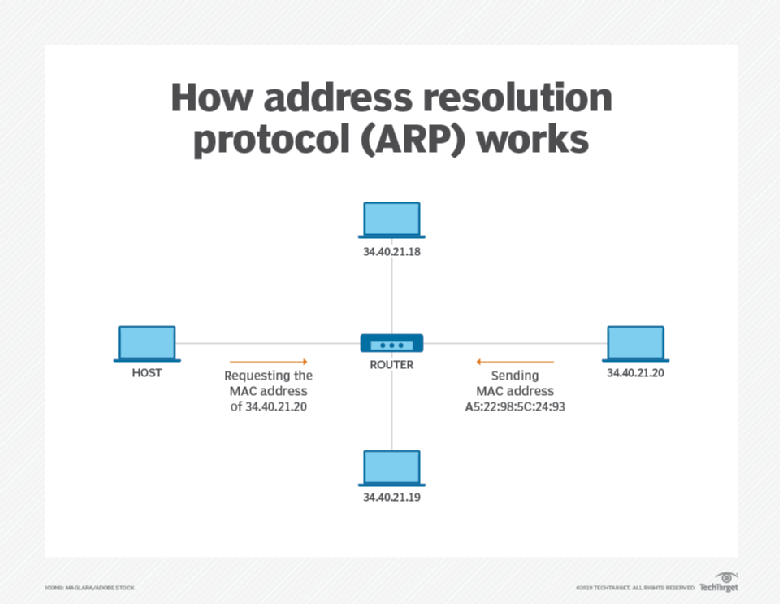 How address resolution
protocol (ARP) works
34.40.21.18
HOST
ROUTER
34.40.21.20
Requesting the
MAC address
of 34.40.21.20
Sending
MAC address
A5:22:98:5C:24:93
34.40.21.19
ICONS: MAGLARA/ADOBE STOCK
©2019 TECHTARGET. ALL RIGHTS RESERVED
TechTarget